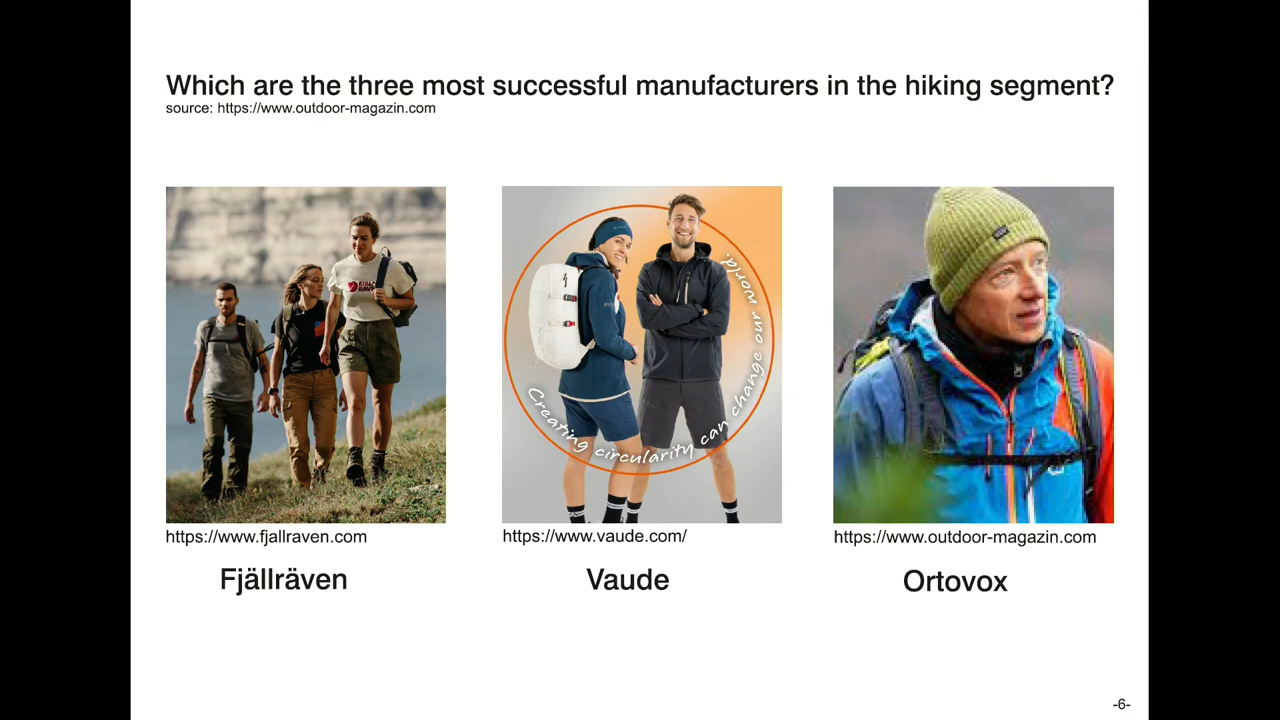 Which are the three most successful manufacturers in the hiking segment?
source: https://www.outdoor-magazin.com
FJÄLL
RÄVEN
Creating circularity can change our world.
https://www.fjallraven.com
https://www.vaude.com/
https://www.outdoor-magazin.com
Fjällräven
Vaude
Ortovox
-6-